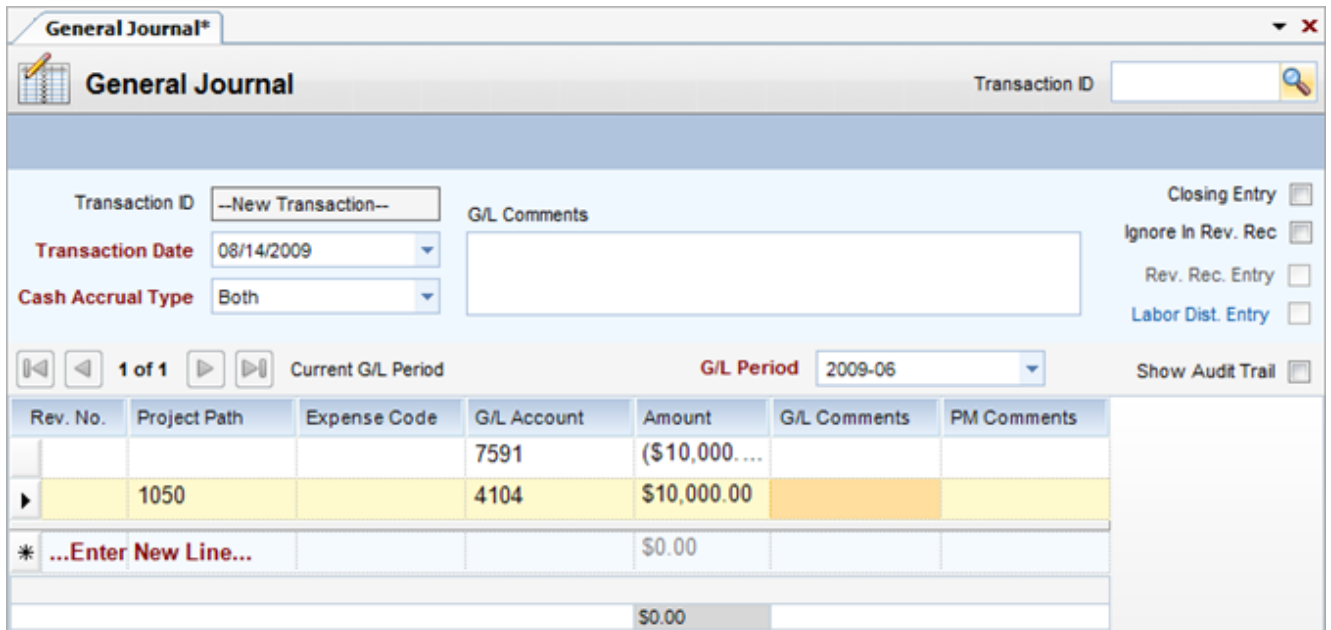 General Journal*
General Journal Transaction ID
Transaction ID --New Transaction-- G/L Comments Closing Entry
Transaction Date 08/14/2009 Ignore In Rev. Rec
Cash Accrual Type Both Rev. Rec. Entry
Labor Dist. Entry
1 of 1 Current G/L Period G/L Period 2009-06 Show Audit Trail
Rev. No. Project Path Expense Code G/L Account Amount G/L Comments PM Comments
7591 ($10,000....
1050 4104 $10,000.00
...Enter New Line... $0.00
$0.00